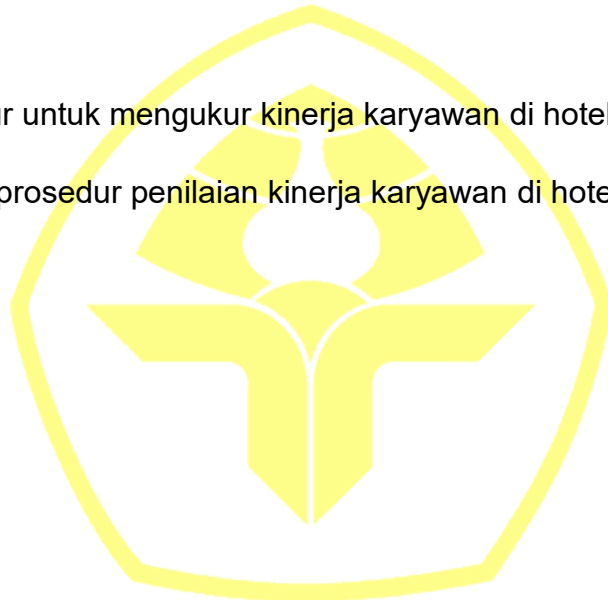 untuk mengukur kinerja karyawan di hotel
prosedur penilaian kinerja karyawan di hote